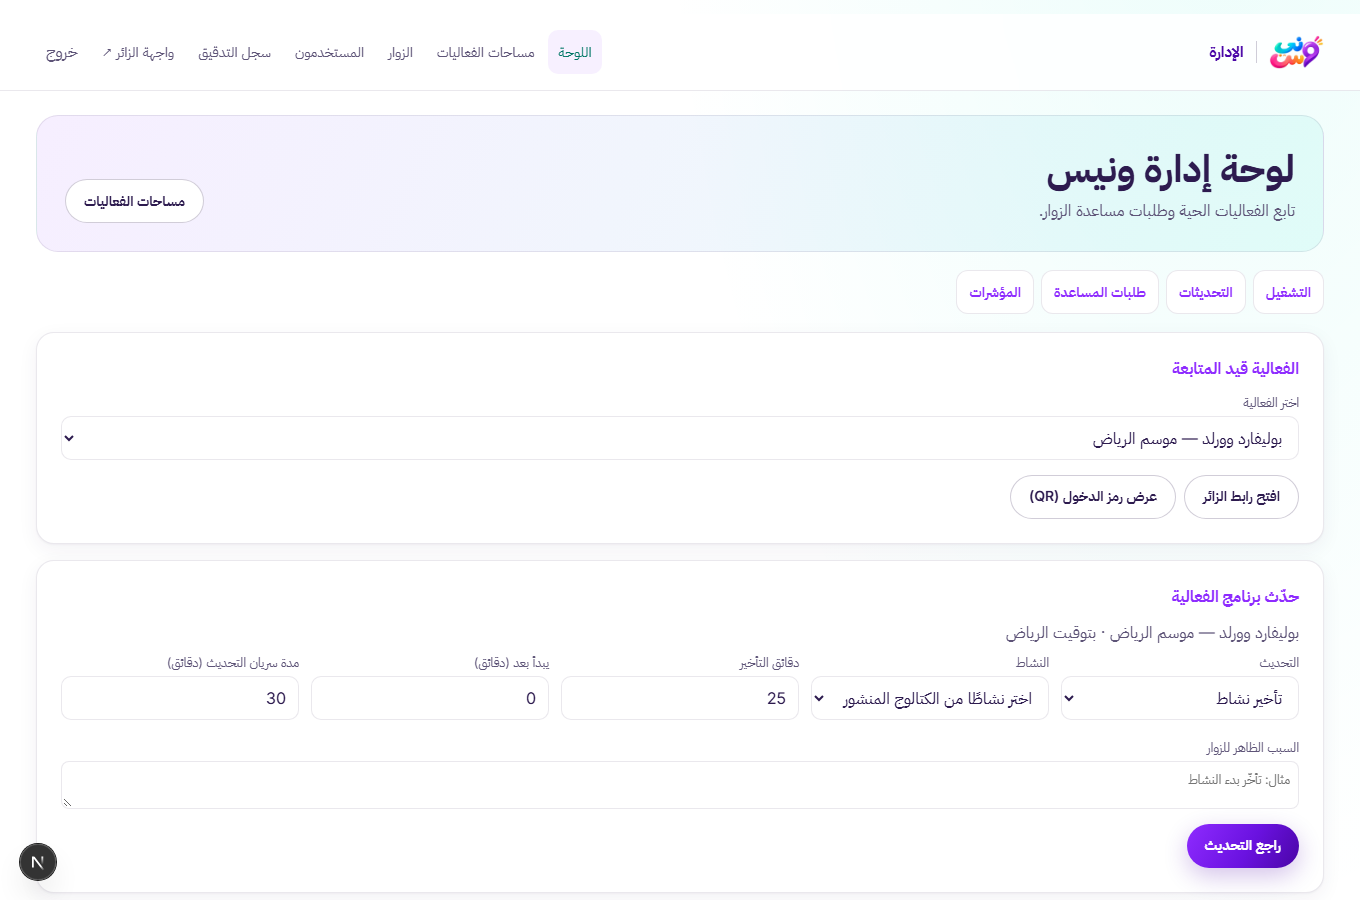 ونيس
الإدارة
اللوحة
مساحات الفعاليات
الزوار
المستخدمون
سجل التدقيق
واجهة الزائر ↗
خروج
لوحة إدارة ونيس
تابع الفعاليات الحية وطلبات مساعدة الزوار.
مساحات الفعاليات
التشغيل
التحديثات
طلبات المساعدة
المؤشرات
الفعالية قيد المتابعة
اختر الفعالية
بوليفارد وورلد — موسم الرياض
افتح رابط الزائر
عرض رمز الدخول (QR)
حدّث برنامج الفعالية
بوليفارد وورلد — موسم الرياض · بتوقيت الرياض
التحديث
تأخير نشاط
النشاط
اختر نشاطًا من الكتالوج المنشور
دقائق التأخير
25
يبدأ بعد (دقائق)
0
مدة سريان التحديث (دقائق)
30
السبب الظاهر للزوار
مثال: تأخّر بدء النشاط
راجع التحديث
N